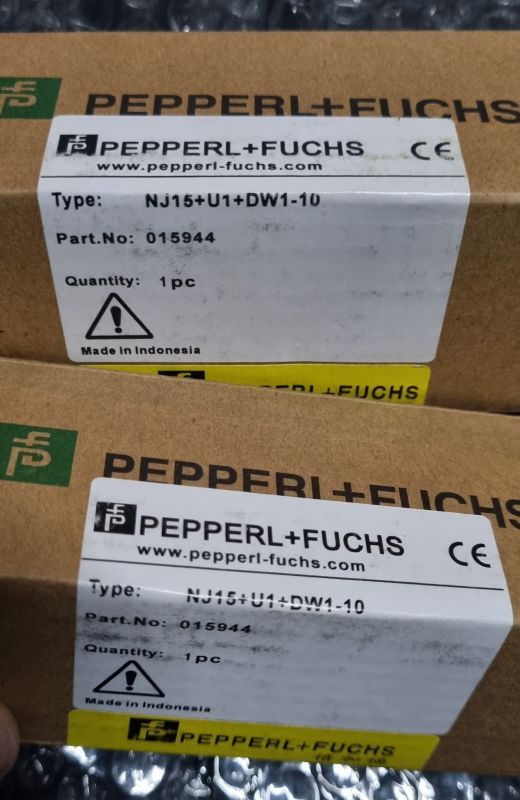 PEPPERL+FUCHS
PEPPERL+FUCHS CE
www.pepperl-fuchs.com
Type: NJ15+U1+DW1-10
Part.No: 015944
Quantity: 1pc
Made in Indonesia
PEPPERL+FUCHS
PEPPERL+FUCHS
PEPPERL+FUCHS CE
www.pepperl-fuchs.com
Type: NJ15+U1+DW1-10
Part.No: 015944
Quantity: 1pc
Made in Indonesia
PEPPERL+FUCHS